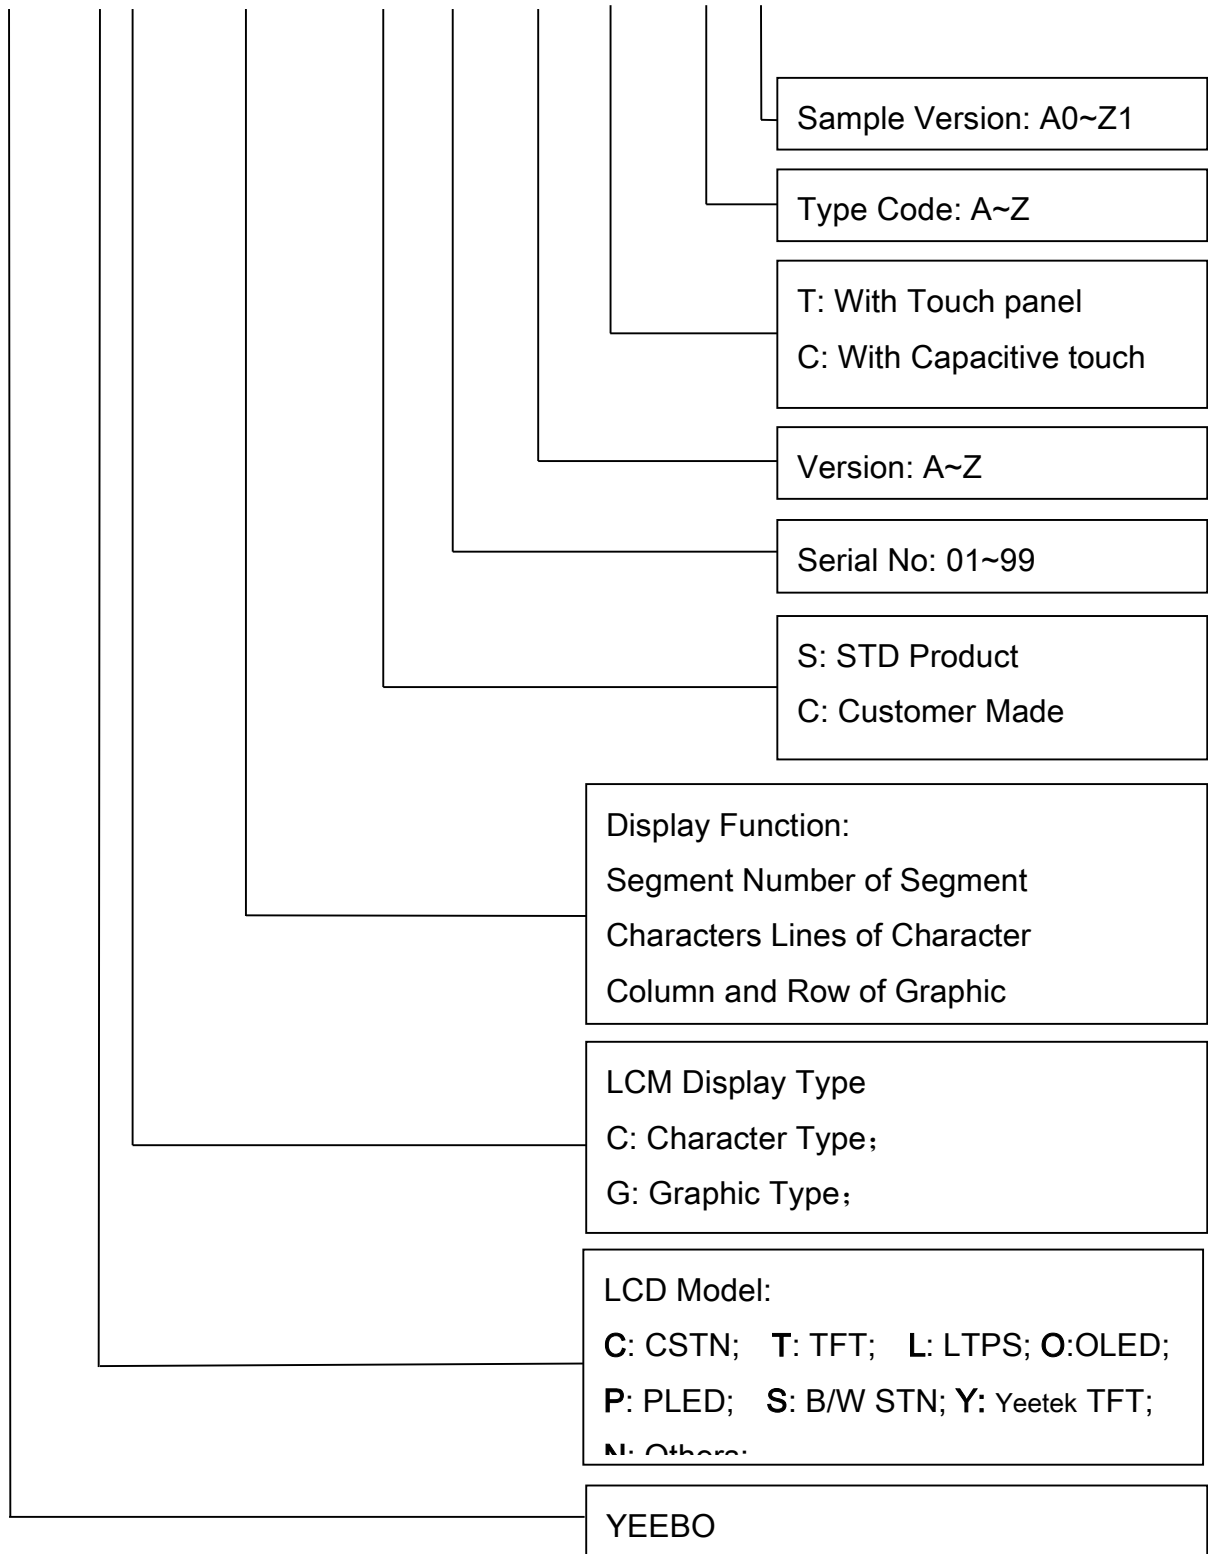 Sample Version: A0~Z1
Type Code: A~Z
T: With Touch panel
C: With Capacitive touch
Version: A~Z
Serial No: 01~99
S: STD Product
C: Customer Made
Display Function:
Segment Number of Segment
Characters Lines of Character
Column and Row of Graphic
LCM Display Type
C: Character Type；
G: Graphic Type；
LCD Model:
C: CSTN; T: TFT; L: LTPS; O:OLED;
P: PLED; S: B/W STN; Y: Yeetek TFT;
N: Others;
YEEBO